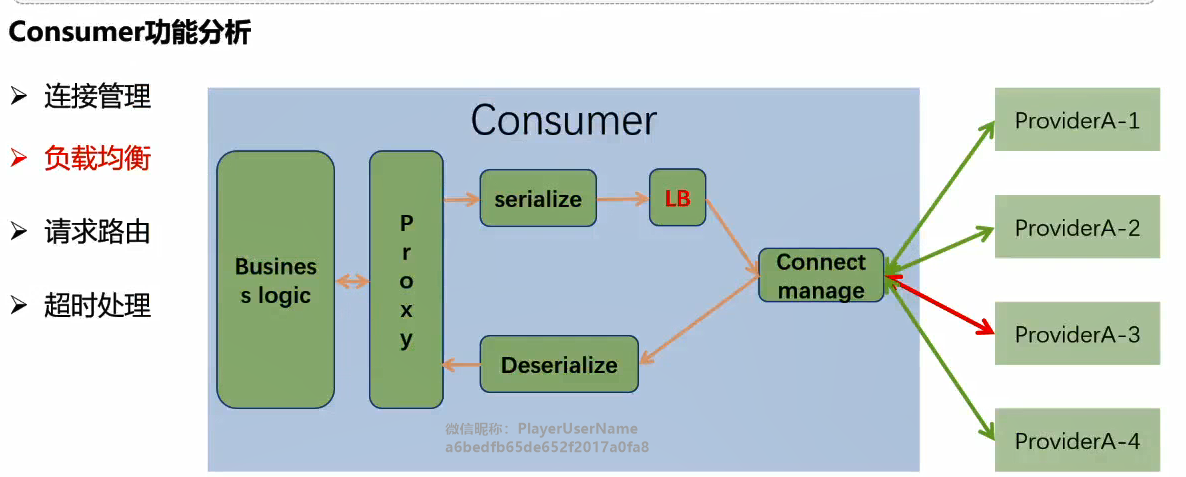 Consumer功能分析
连接管理
负载均衡
请求路由
超时处理
Consumer
Busines
s logic
P
r
o
x
y
serialize
LB
Connect
manage
Deserialize
ProviderA-1
ProviderA-2
ProviderA-3
ProviderA-4
微信昵称：PlayerUserName
a6bedfb65de652f2017a0fa8